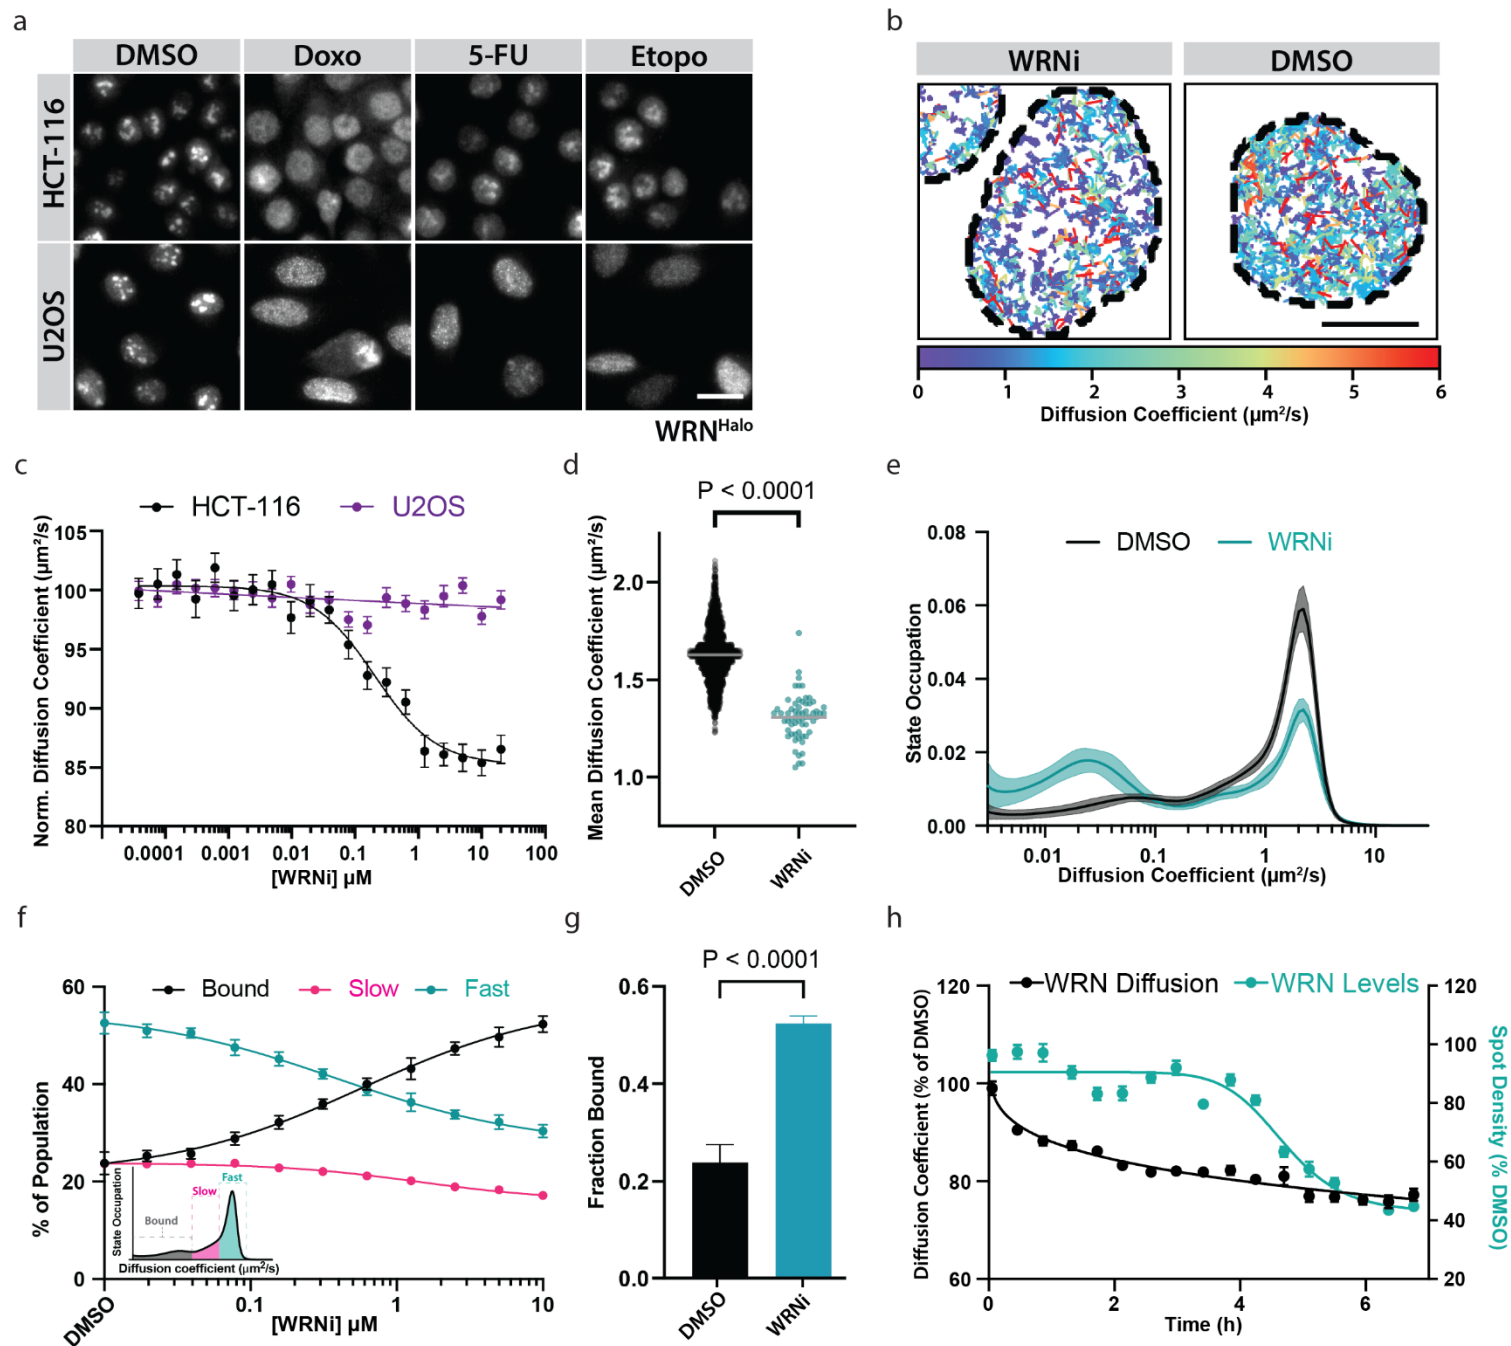 a
DMSO Doxo 5-FU Etopo
HCT-116
U2OS
WRN^Halo
b
WRNi DMSO
0 1 2 3 4 5 6
Diffusion Coefficient (µm²/s)
c
HCT-116 U2OS
Norm. Diffusion Coefficient (µm²/s)
105
100
95
90
85
80
0.0001 0.001 0.01 0.1 1 10 100
[WRNi] µM
d
P < 0.0001
Mean Diffusion Coefficient (µm²/s)
2.0
1.5
1.0
DMSO WRNi
e
DMSO WRNi
State Occupation
0.08
0.06
0.04
0.02
0.00
0.01 0.1 1 10
Diffusion Coefficient (µm²/s)
f
Bound Slow Fast
% of Population
60
40
20
0
State Occupation
Bound
Slow
Fast
Diffusion coefficient (µm²/s)
DMSO 0.1 1 10
[WRNi] µM
g
P < 0.0001
Fraction Bound
0.6
0.4
0.2
0.0
DMSO WRNi
h
WRN Diffusion WRN Levels
Diffusion Coefficient (% of DMSO)
120
100
80
60
120
100
80
60
40
20
Spot Density (% DMSO)
0 2 4 6
Time (h)